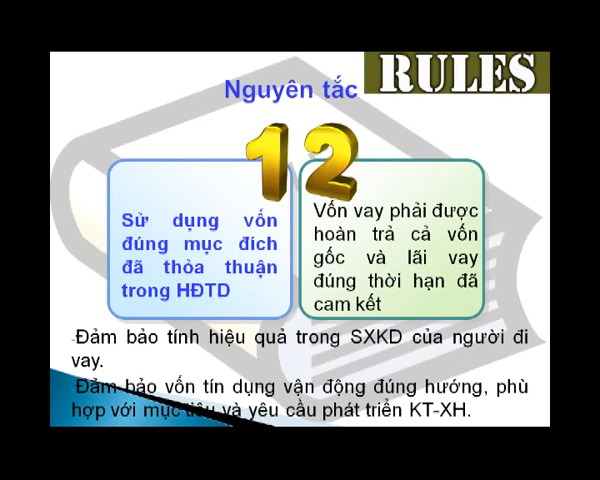 RULES
Nguyên tắc
1
2
Sử dụng vốn
đúng mục đích
đã thỏa thuận
trong HĐTD
Vốn vay phải được
hoàn trả cả vốn
gốc và lãi vay
đúng thời hạn đã
cam kết
-Đảm bảo tính hiệu quả trong SXKD của người đi
vay.
-Đảm bảo vốn tín dụng vận động đúng hướng, phù
hợp với mục tiêu và yêu cầu phát triển KT-XH.